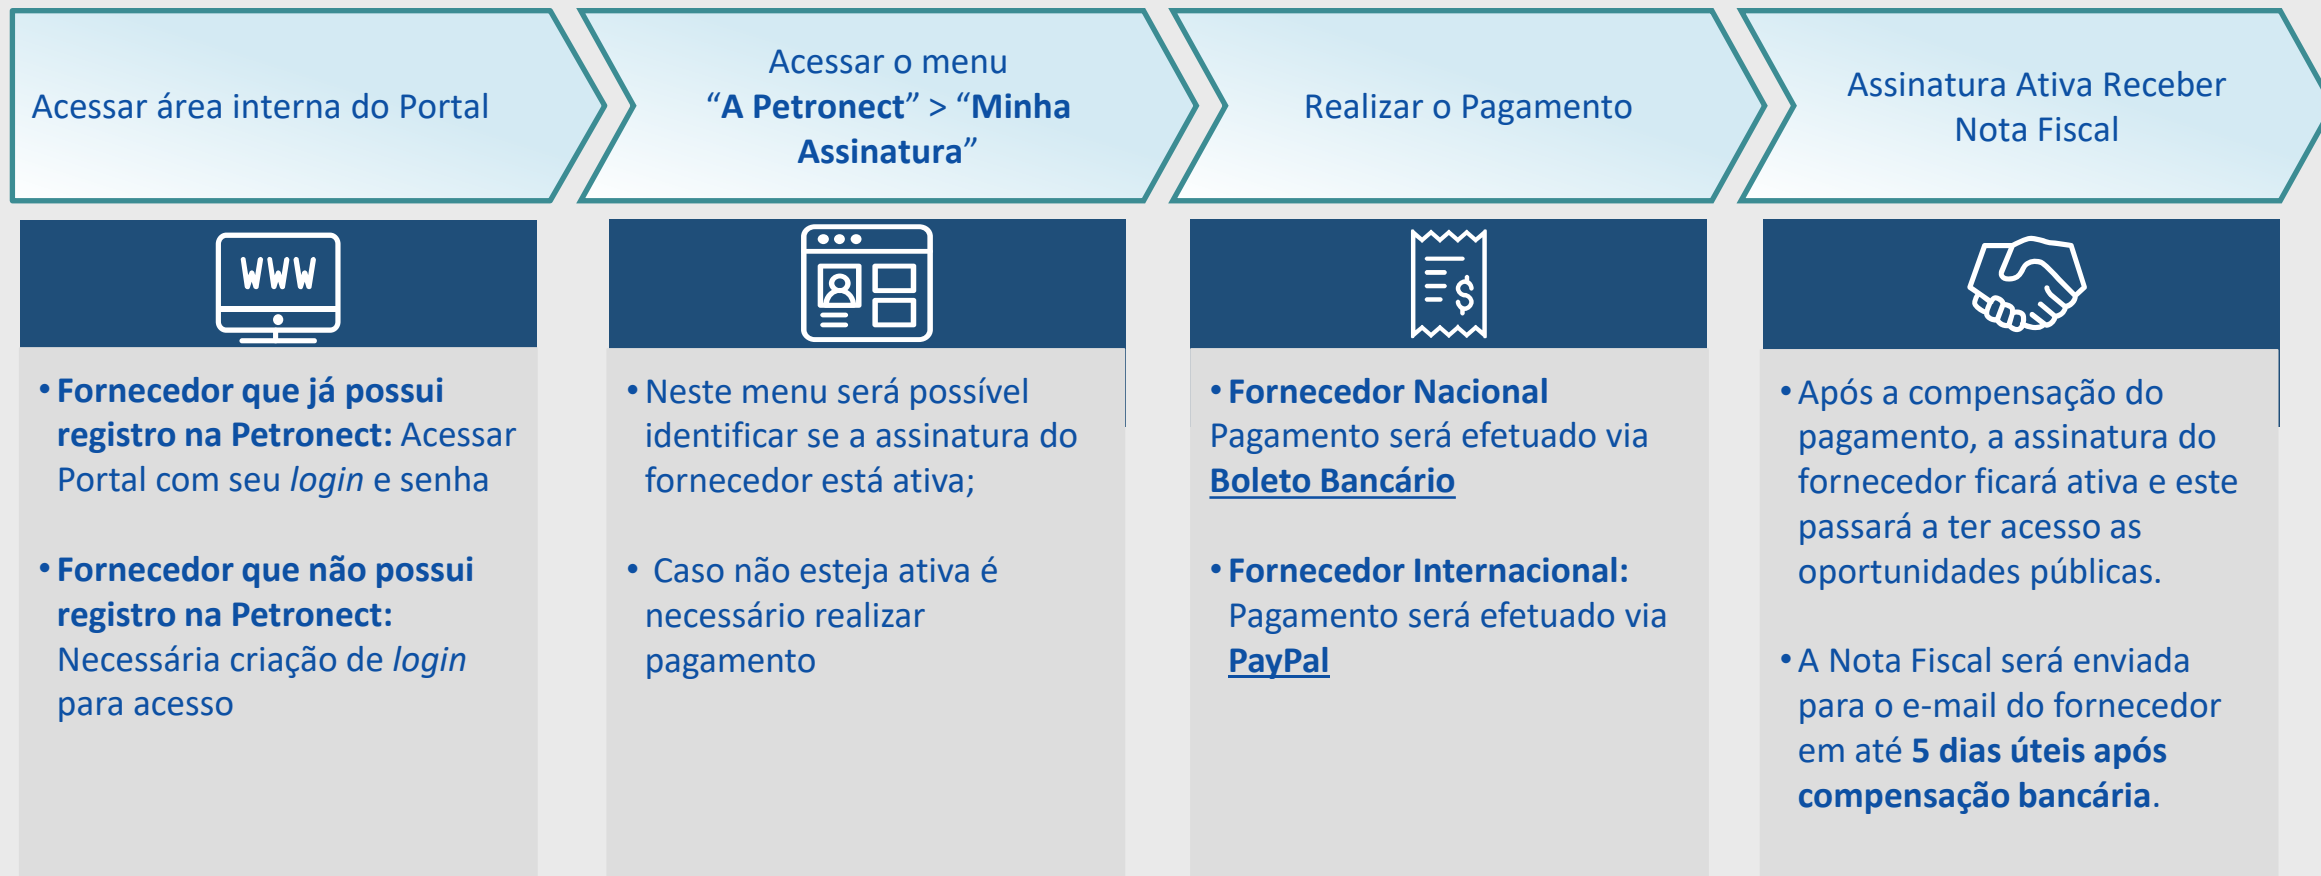 Acessar área interna do Portal
Acessar o menu
“A Petronect” > “Minha
Assinatura”
Realizar o Pagamento
Assinatura Ativa Receber
Nota Fiscal
WWW
• Fornecedor que já possui
registro na Petronect: Acessar
Portal com seu login e senha
• Fornecedor que não possui
registro na Petronect:
Necessária criação de login
para acesso
• Neste menu será possível
identificar se a assinatura do
fornecedor está ativa;
• Caso não esteja ativa é
necessário realizar
pagamento
$
• Fornecedor Nacional
Pagamento será efetuado via
Boleto Bancário
• Fornecedor Internacional:
Pagamento será efetuado via
PayPal
• Após a compensação do
pagamento, a assinatura do
fornecedor ficará ativa e este
passará a ter acesso as
oportunidades públicas.
• A Nota Fiscal será enviada
para o e-mail do fornecedor
em até 5 dias úteis após
compensação bancária.